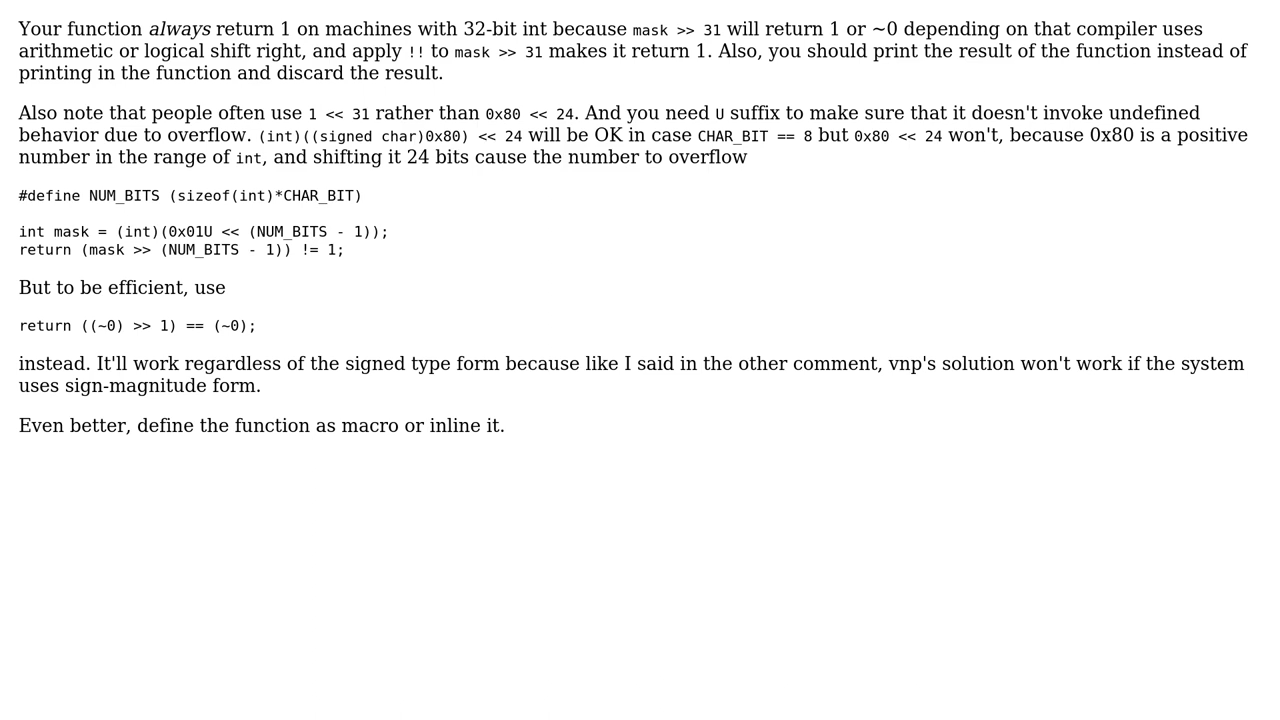 Your function always return 1 on machines with 32-bit int because mask >> 31 will return 1 or ~0 depending on that compiler uses
arithmetic or logical shift right, and apply !! to mask >> 31 makes it return 1. Also, you should print the result of the function instead of
printing in the function and discard the result.
Also note that people often use 1 << 31 rather than 0x80 << 24. And you need U suffix to make sure that it doesn't invoke undefined
behavior due to overflow. (int)((signed char)0x80) << 24 will be OK in case CHAR_BIT == 8 but 0x80 << 24 won't, because 0x80 is a positive
number in the range of int, and shifting it 24 bits cause the number to overflow
#define NUM_BITS (sizeof(int)*CHAR_BIT)
int mask = (int)(0x01U << (NUM_BITS - 1));
return (mask >> (NUM_BITS - 1)) != 1;
But to be efficient, use
return ((~0) >> 1) == (~0);
instead. It'll work regardless of the signed type form because like I said in the other comment, vnp's solution won't work if the system
uses sign-magnitude form.
Even better, define the function as macro or inline it.